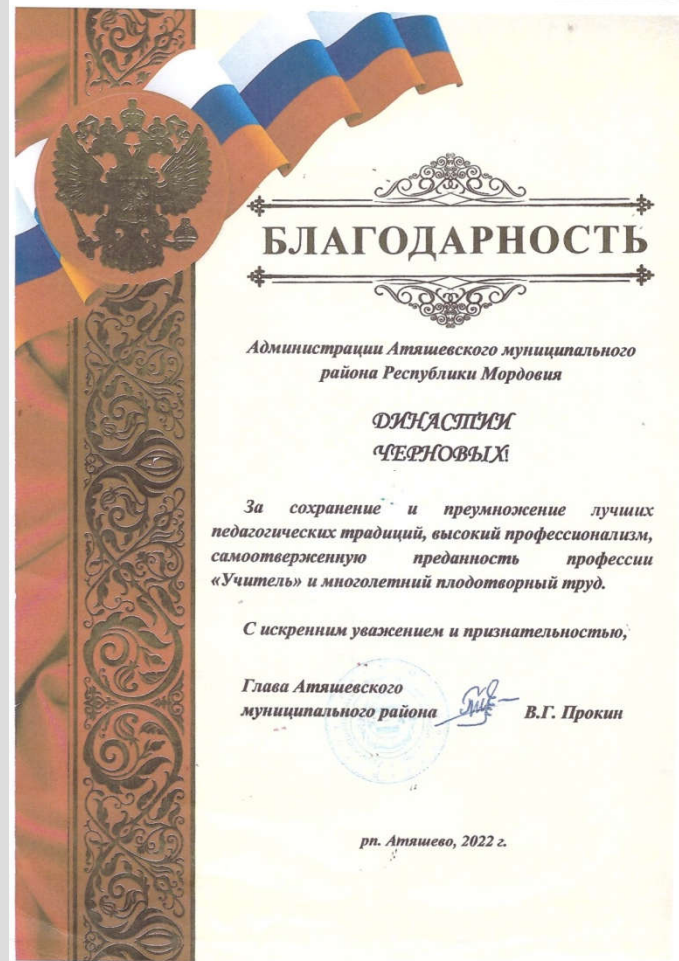 БЛАГОДАРНОСТЬ
Администрации Атяшевского муниципального
района Республики Мордовия
ДИНАСТИИ
ЧЕРНОВЫХ!
За сохранение и преумножение лучших
педагогических традиций, высокий профессионализм,
самоотверженную преданность профессии
«Учитель» и многолетний плодотворный труд.
С искренним уважением и признательностью,
Глава Атяшевского
муниципального района В.Г. Прокин
рп. Атяшево, 2022 г.